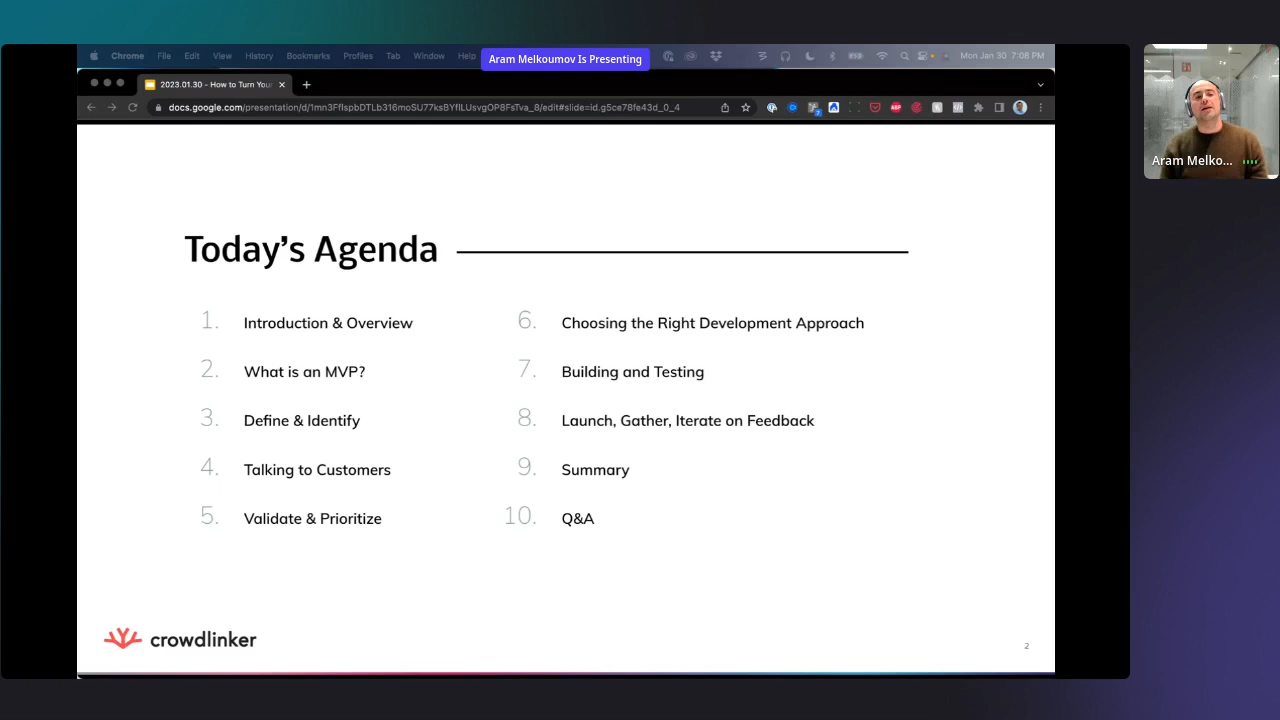 Chrome File Edit View History Bookmarks Profiles Tab Window Help
Aram Melkoumov Is Presenting
Mon Jan 30 7:08 PM
2023.01.30 - How to Turn You
docs.google.com/presentation/d/1mn3FfIspbDTLb316moSU77ksBYflLUsvgOP8FsTva_8/edit#slide=id.g5ce78fe43d_0_4
Aram Melko...
Today's Agenda
1. Introduction & Overview
2. What is an MVP?
3. Define & Identify
4. Talking to Customers
5. Validate & Prioritize
6. Choosing the Right Development Approach
7. Building and Testing
8. Launch, Gather, Iterate on Feedback
9. Summary
10. Q&A
crowdlinker
2